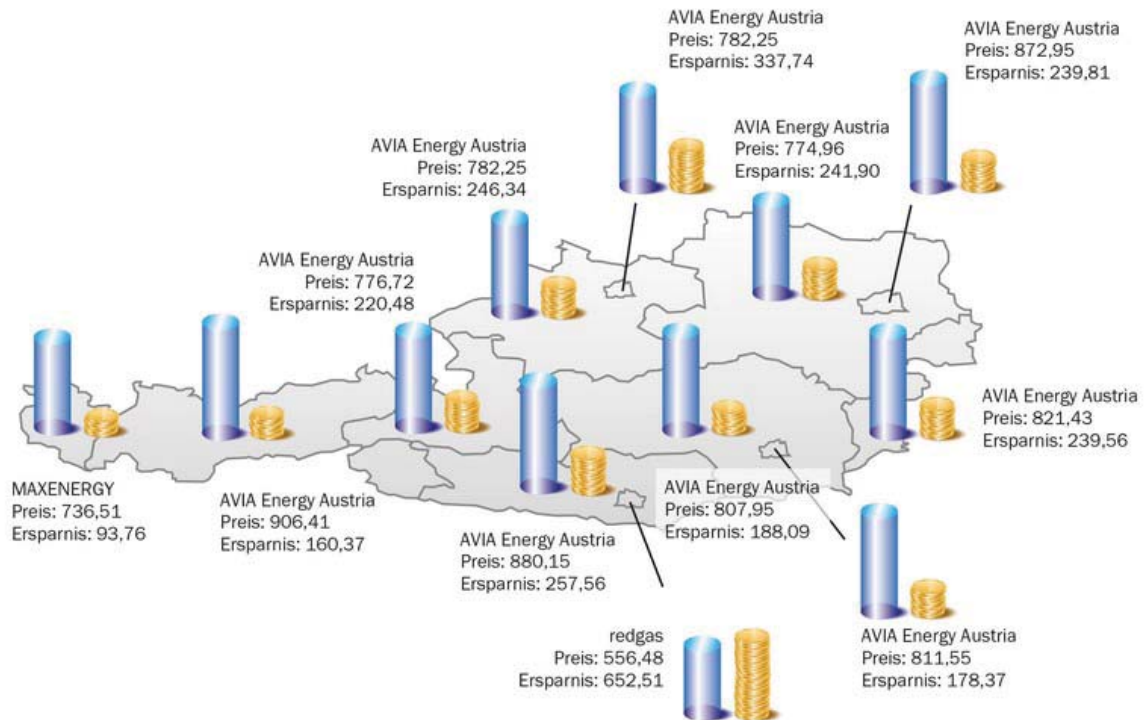 AVIA Energy Austria
Preis: 782,25
Ersparnis: 337,74
AVIA Energy Austria
Preis: 872,95
Ersparnis: 239,81
AVIA Energy Austria
Preis: 774,96
Ersparnis: 241,90
AVIA Energy Austria
Preis: 782,25
Ersparnis: 246,34
AVIA Energy Austria
Preis: 776,72
Ersparnis: 220,48
AVIA Energy Austria
Preis: 821,43
Ersparnis: 239,56
MAXENERGY
Preis: 736,51
Ersparnis: 93,76
AVIA Energy Austria
Preis: 906,41
Ersparnis: 160,37
AVIA Energy Austria
Preis: 880,15
Ersparnis: 257,56
AVIA Energy Austria
Preis: 807,95
Ersparnis: 188,09
redgas
Preis: 556,48
Ersparnis: 652,51
AVIA Energy Austria
Preis: 811,55
Ersparnis: 178,37